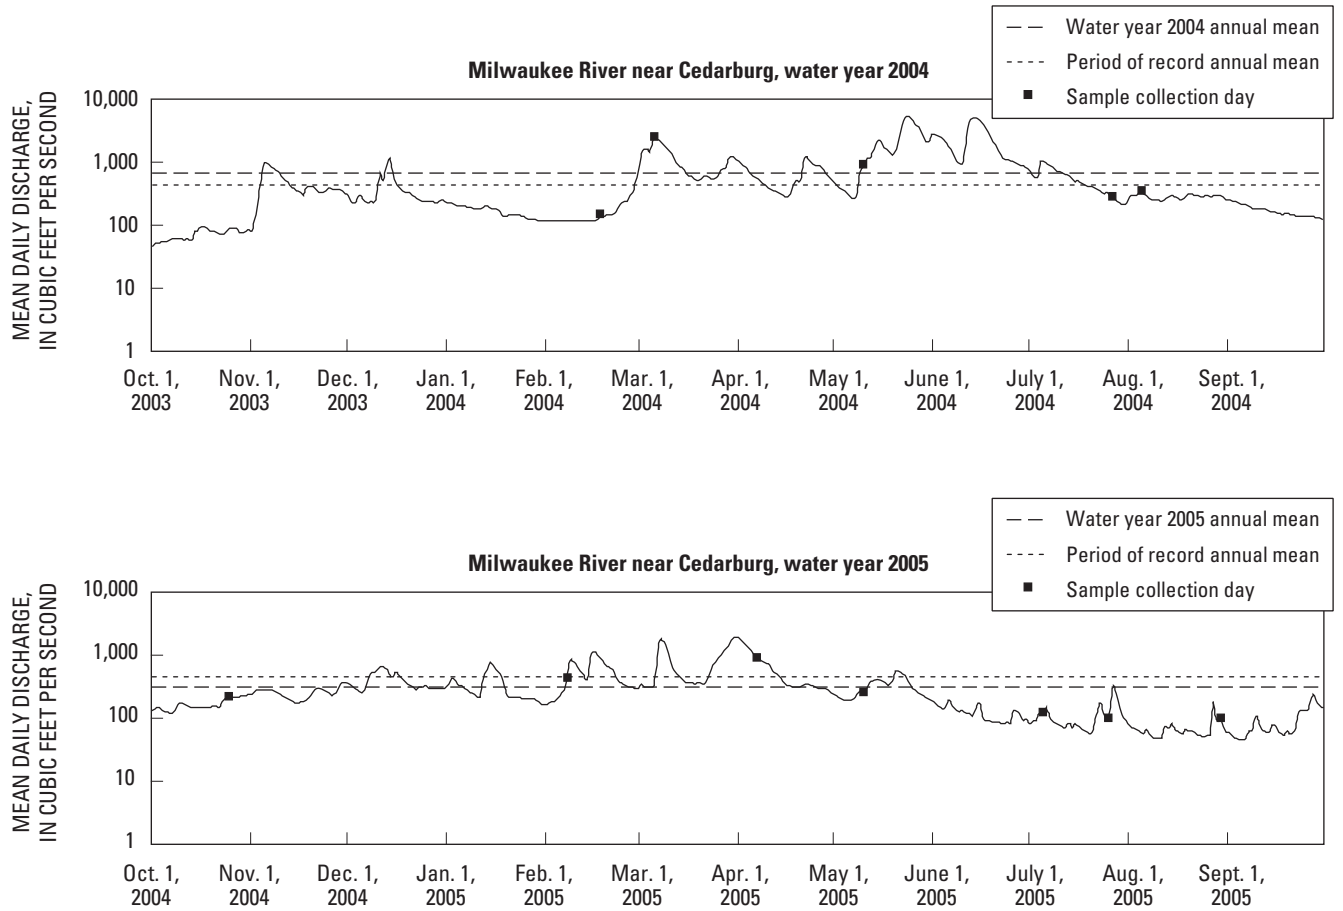 Water year 2004 annual mean
Period of record annual mean
Sample collection day
Milwaukee River near Cedarburg, water year 2004
MEAN DAILY DISCHARGE,
IN CUBIC FEET PER SECOND
10,000
1,000
100
10
1
Oct. 1, Nov. 1, Dec. 1, Jan. 1, Feb. 1, Mar. 1, Apr. 1, May 1, June 1, July 1, Aug. 1, Sept. 1,
2003 2003 2003 2004 2004 2004 2004 2004 2004 2004 2004 2004
Water year 2005 annual mean
Period of record annual mean
Sample collection day
Milwaukee River near Cedarburg, water year 2005
MEAN DAILY DISCHARGE,
IN CUBIC FEET PER SECOND
10,000
1,000
100
10
1
Oct. 1, Nov. 1, Dec. 1, Jan. 1, Feb. 1, Mar. 1, Apr. 1, May 1, June 1, July 1, Aug. 1, Sept. 1,
2004 2004 2004 2005 2005 2005 2005 2005 2005 2005 2005 2005